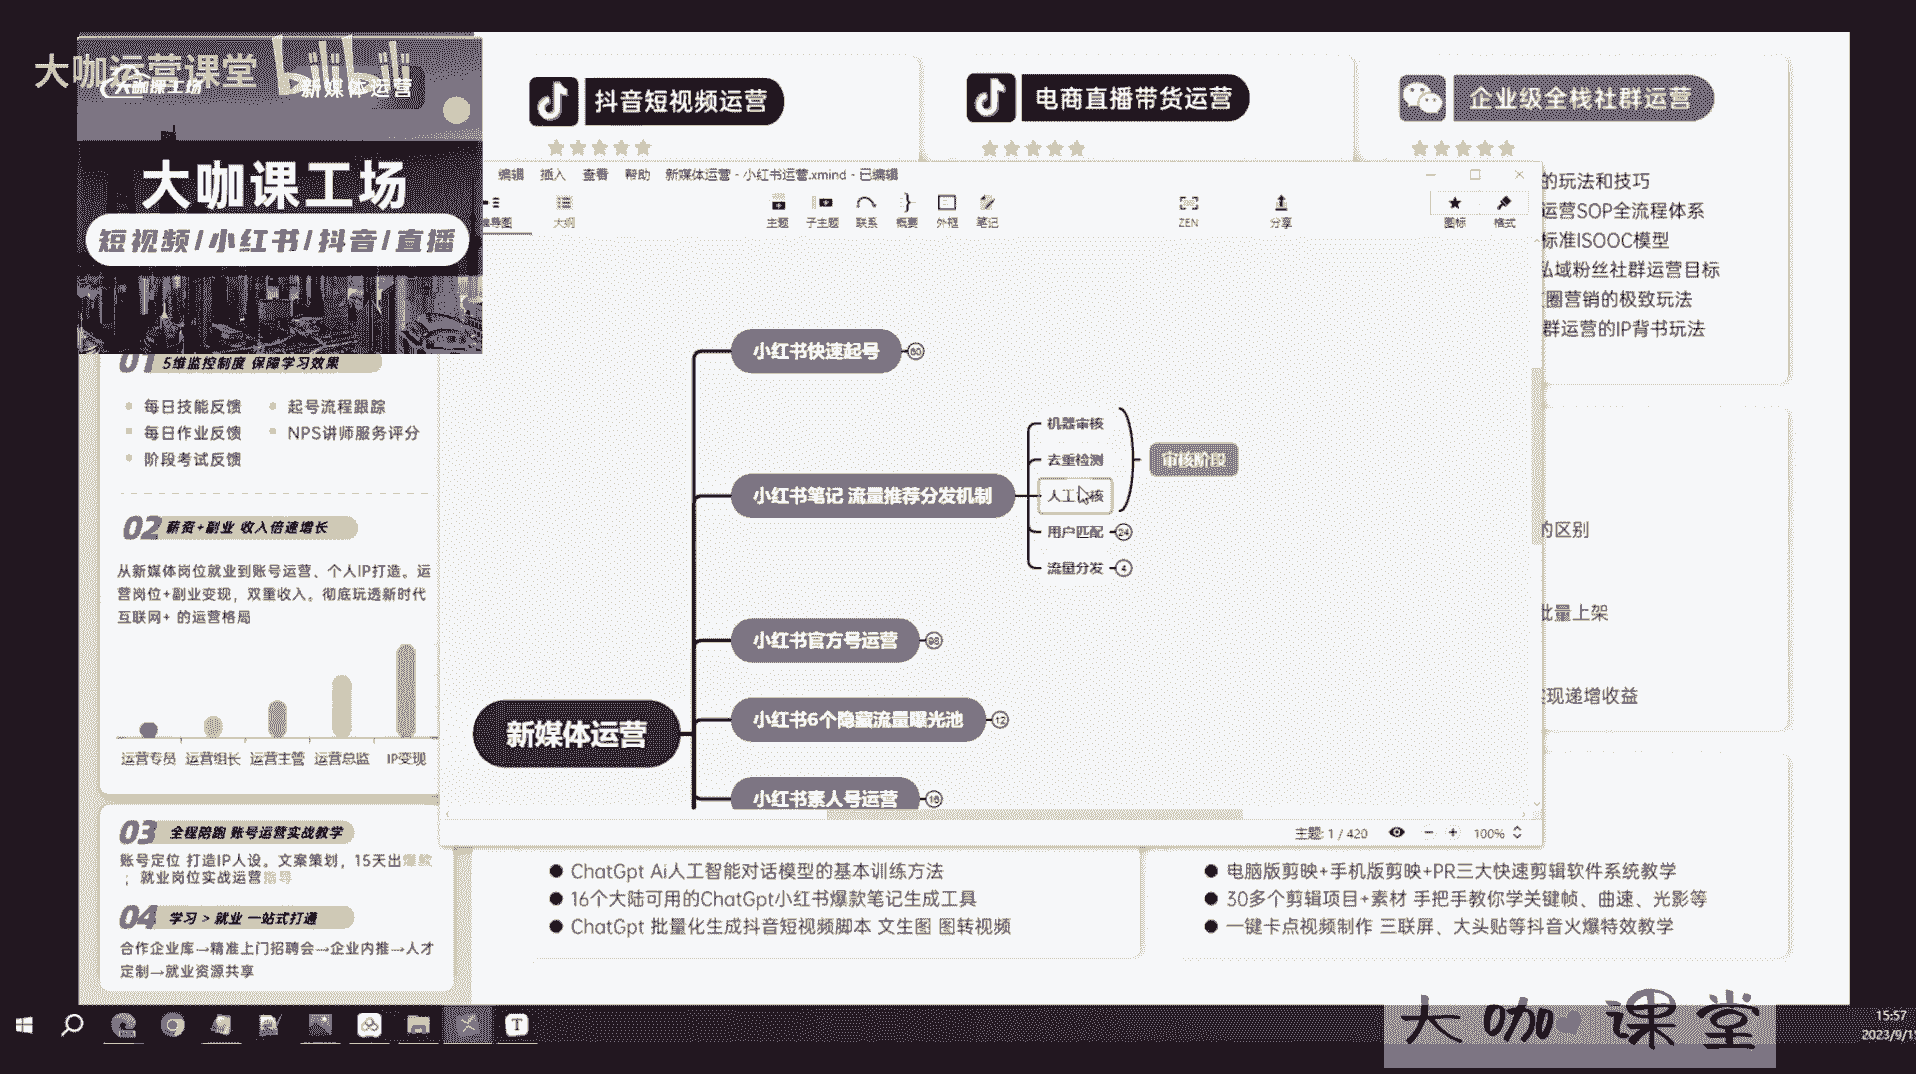 大咖运营课堂
bilibili
大咖课工场
新媒体运营
大咖课工场
短视频/小红书/抖音/直播
抖音短视频运营
电商直播带货运营
企业级全栈社群运营
的玩法和技巧
运营SOP全流程体系
标准ISOOC模型
私域粉丝社群运营目标
圈营销的极致玩法
群运营的IP背书玩法
的区别
批量上架
实现递增收益
编辑 插入 查看 帮助 新媒体运营 - 小红书运营.xmind - 已编辑
导图 大纲 主题 子主题 联系 概要 外框 笔记 ZEN 分享 图标 格式
小红书快速起号 60
小红书笔记 流量推荐分发机制
机器审核
去重检测
人工审核
审核阶段
用户匹配 24
流量分发 4
小红书官方号运营 98
小红书6个隐藏流量曝光池 12
新媒体运营
小红书素人号运营 16
主题: 1 / 420 100%
01 5维监控制度 保障学习效果
每日技能反馈 起号流程跟踪
每日作业反馈 NPS讲师服务评分
阶段考试反馈
02 薪资+副业 收入倍速增长
从新媒体岗位就业到账号运营、个人IP打造。运
营岗位+副业变现，双重收入。彻底玩透新时代
互联网+ 的运营格局
运营专员 运营组长 运营主管 运营总监 IP变现
03 全程陪跑 账号运营实战教学
账号定位 打造IP人设。文案策划，15天出爆款
；就业岗位实战运营指导
04 学习 > 就业 一站式打通
合作企业库→精准上门招聘会→企业内推→人才
定制→就业资源共享
ChatGpt Ai人工智能对话模型的基本训练方法
16个大陆可用的ChatGpt小红书爆款笔记生成工具
ChatGpt 批量化生成抖音短视频脚本 文生图 图转视频
电脑版剪映+手机版剪映+PR三大快速剪辑软件系统教学
30多个剪辑项目+素材 手把手教你学关键帧、曲速、光影等
一键卡点视频制作 三联屏、大头贴等抖音火爆特效教学
大咖课堂
15:57
2023/9/1